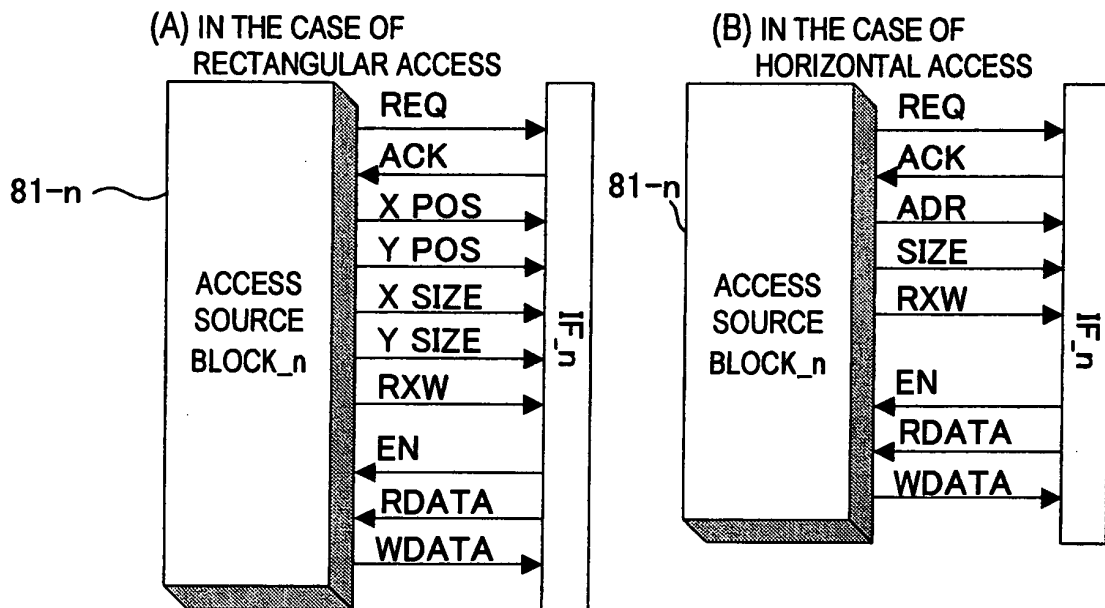 (A) IN THE CASE OF
RECTANGULAR ACCESS
81-n
ACCESS
SOURCE
BLOCK_n
REQ
ACK
X POS
Y POS
X SIZE
Y SIZE
RXW
EN
RDATA
WDATA
IF_n
(B) IN THE CASE OF
HORIZONTAL ACCESS
81-n
ACCESS
SOURCE
BLOCK_n
REQ
ACK
ADR
SIZE
RXW
EN
RDATA
WDATA
IF_n